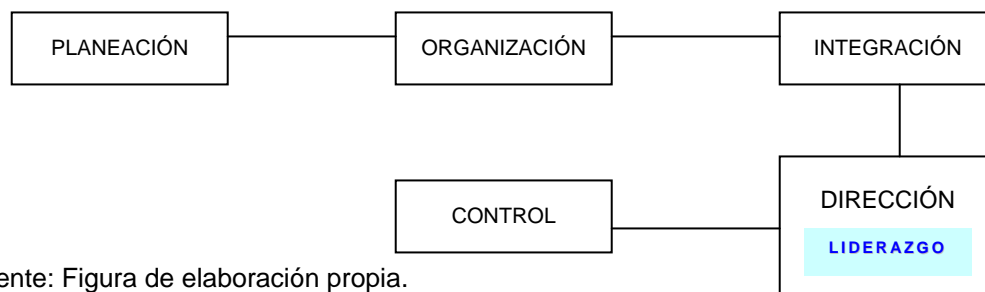 PLANEACIÓN
ORGANIZACIÓN
INTEGRACIÓN
DIRECCIÓN
LIDERAZGO
CONTROL
ente: Figura de elaboración propia.